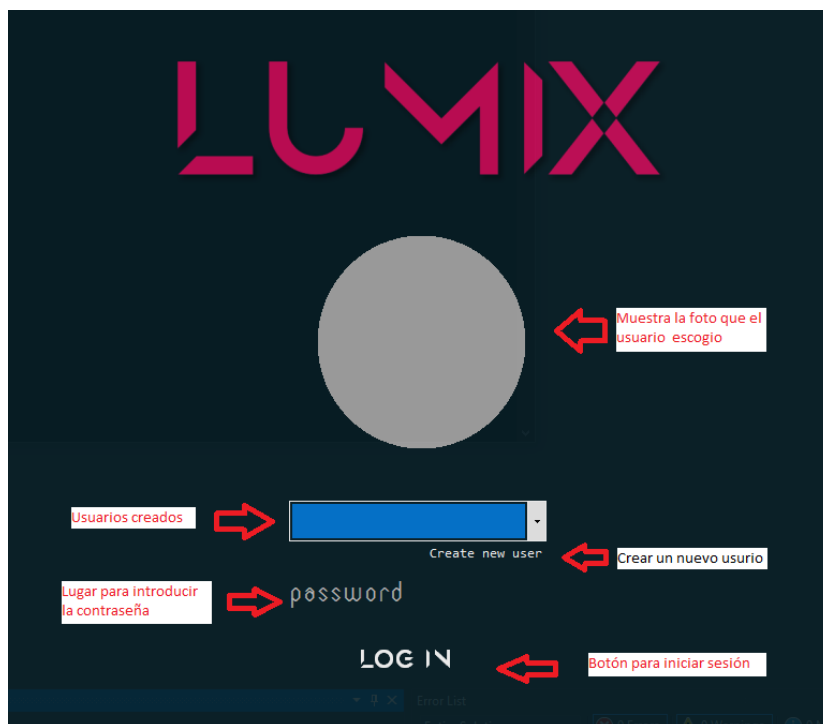 LUMIX
Muestra la foto que el
usuario escogio
Usuarios creados
Create new user
Crear un nuevo usurio
Lugar para introducir
la contraseña
password
LOG IN
Botón para iniciar sesión
Error List